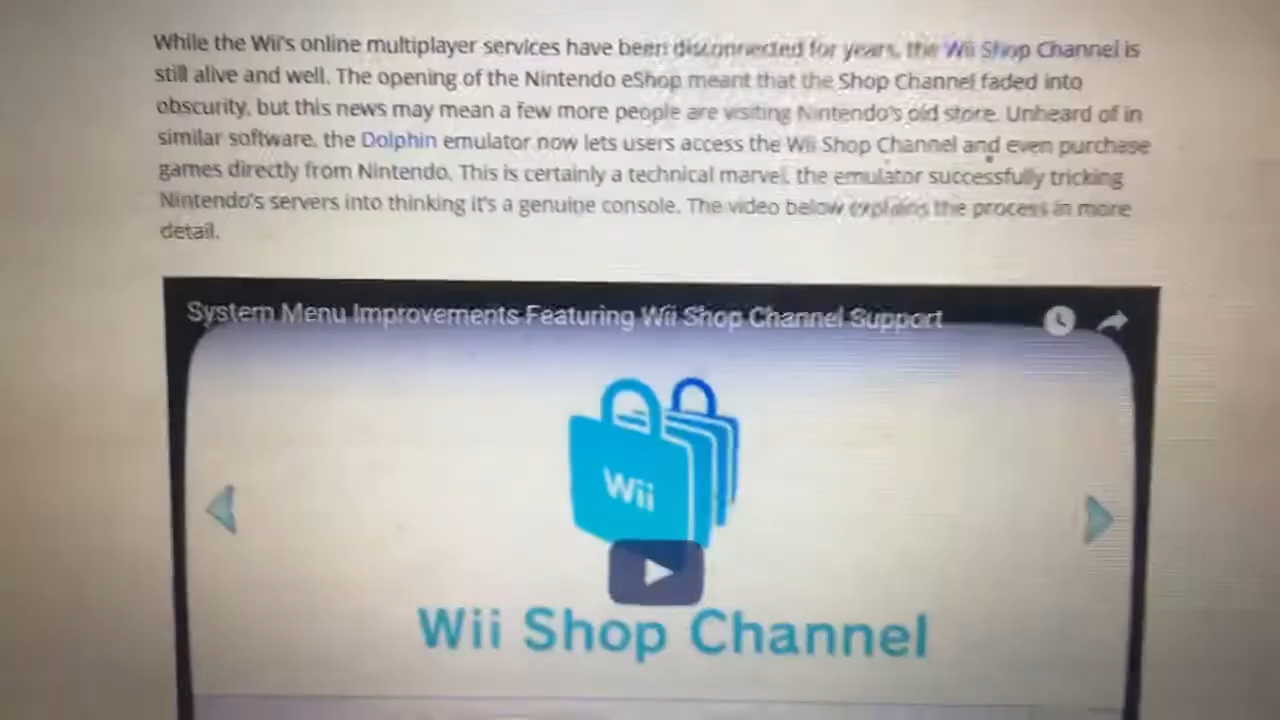 While the Wii's online multiplayer services have been disconnected for years, the Wii Shop Channel is
still alive and well. The opening of the Nintendo eShop meant that the Shop Channel faded into
obscurity, but this news may mean a few more people are visiting Nintendo's old store. Unheard of in
similar software, the Dolphin emulator now lets users access the Wii Shop Channel and even purchase
games directly from Nintendo. This is certainly a technical marvel, the emulator successfully tricking
Nintendo's servers into thinking it's a genuine console. The video below explains the process in more
detail.
System Menu Improvements Featuring Wii Shop Channel Support
Wii
Wii Shop Channel